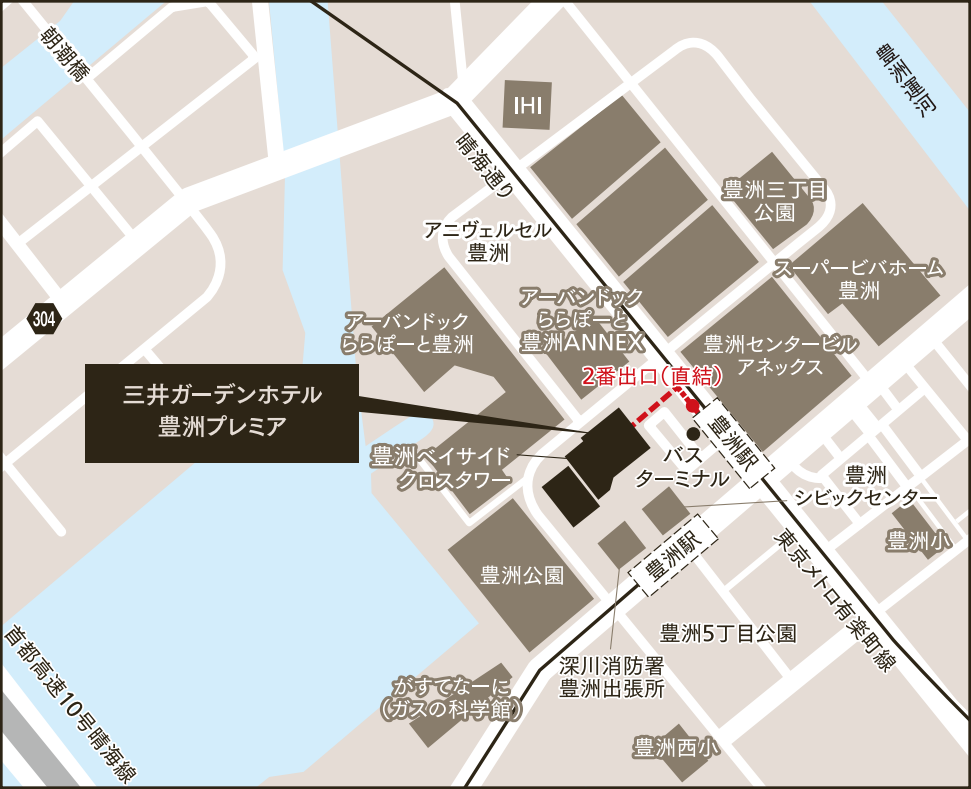 朝潮橋
豊洲運河
IHI
晴海通り
豊洲三丁目
公園
アニヴェルセル
豊洲
スーパービバホーム
豊洲
アーバンドック
ららぽーと
豊洲ANNEX
304
アーバンドック
ららぽーと豊洲
豊洲センタービル
アネックス
2番出口(直結)
三井ガーデンホテル
豊洲プレミア
豊洲駅
豊洲ベイサイド
クロスタワー
バス
ターミナル
豊洲
シビックセンター
豊洲小
豊洲駅
豊洲公園
東京メトロ有楽町線
豊洲5丁目公園
首都高速10号晴海線
深川消防署
豊洲出張所
がすてなーに
(ガスの科学館)
豊洲西小